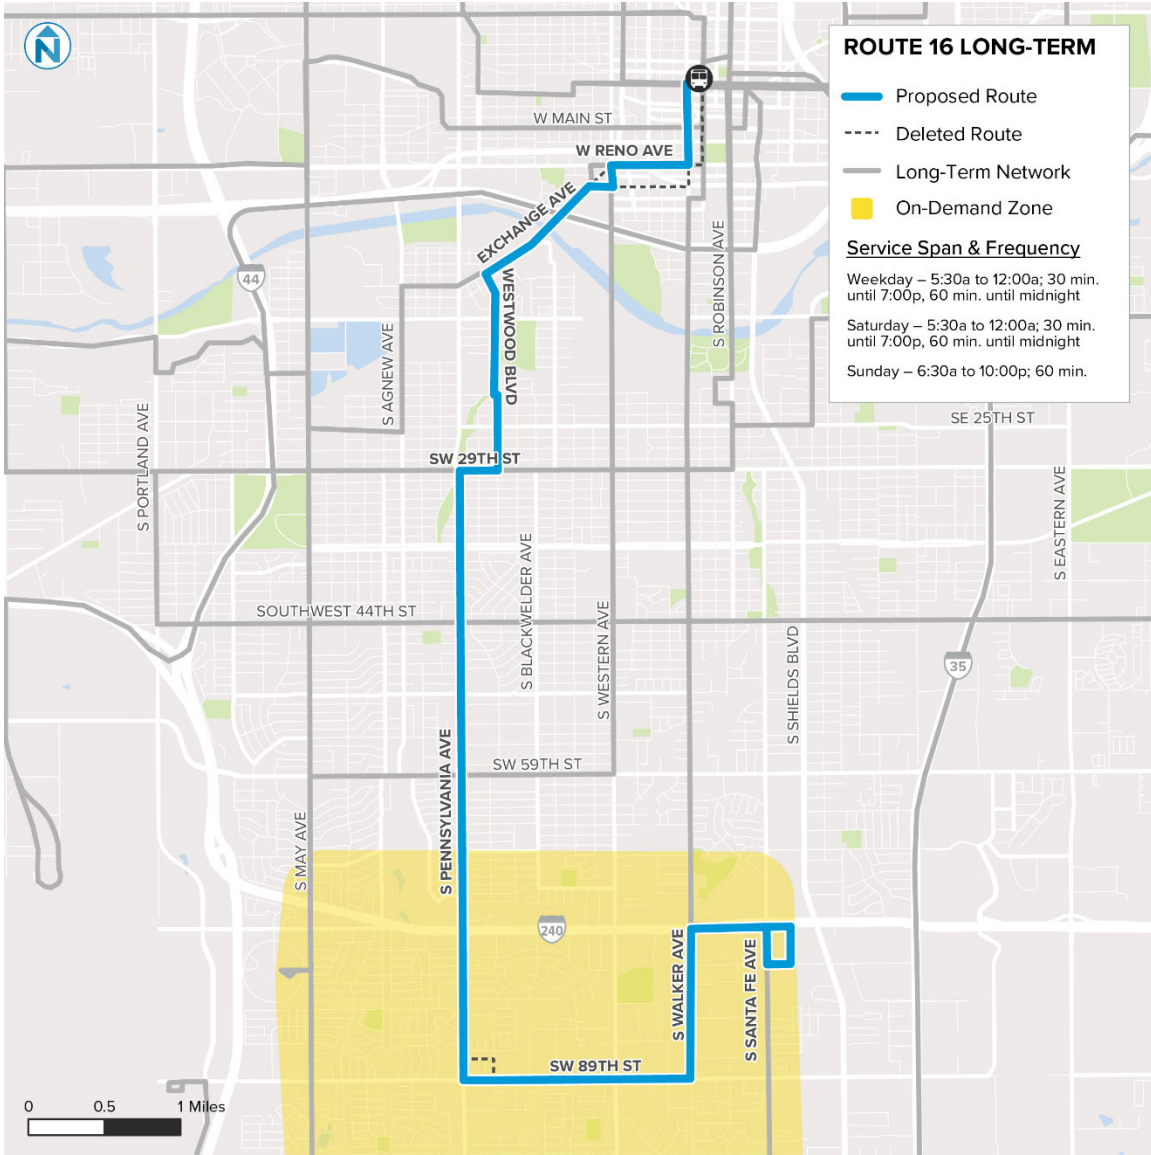 N
ROUTE 16 LONG-TERM
Proposed Route
Deleted Route
Long-Term Network
On-Demand Zone
Service Span & Frequency
Weekday – 5:30a to 12:00a; 30 min.
until 7:00p, 60 min. until midnight
Saturday – 5:30a to 12:00a; 30 min.
until 7:00p, 60 min. until midnight
Sunday – 6:30a to 10:00p; 60 min.
W MAIN ST
W RENO AVE
EXCHANGE AVE
44
WESTWOOD BLVD
S ROBINSON AVE
S AGNEW AVE
S PORTLAND AVE
SE 25TH ST
SW 29TH ST
S EASTERN AVE
S BLACKWELDER AVE
SOUTHWEST 44TH ST
S WESTERN AVE
S SHIELDS BLVD
35
S PENNSYLVANIA AVE
SW 59TH ST
S MAY AVE
240
S WALKER AVE
S SANTA FE AVE
SW 89TH ST
0 0.5 1 Miles